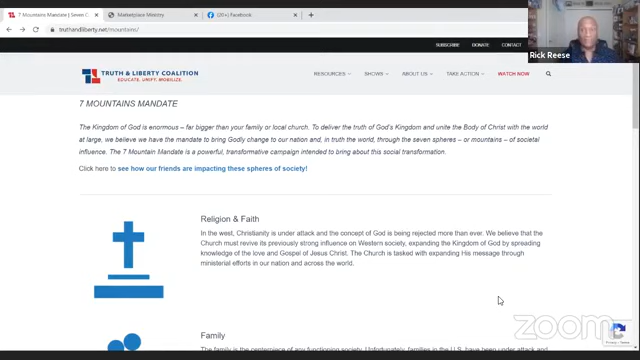 7 Mountains Mandate | Seven C
Marketplace Ministry
(20+) Facebook
truthandliberty.net/mountains/
SUBSCRIBE DONATE CONTACT
Rick Reese
TRUTH & LIBERTY COALITION
EDUCATE. UNIFY. MOBILIZE.
RESOURCES SHOWS ABOUT US TAKE ACTION WATCH NOW
7 MOUNTAINS MANDATE
The Kingdom of God is enormous – far bigger than your family or local church. To deliver the truth of God's Kingdom and unite the Body of Christ with the world
at large, we believe we have the mandate to bring Godly change to our nation and, in truth, the world, through the seven spheres – or mountains – of societal
influence. The 7 Mountain Mandate is a powerful, transformative campaign intended to bring about this social transformation.
Click here to see how our friends are impacting these spheres of society!
Religion & Faith
In the west, Christianity is under attack and the concept of God is being rejected more than ever. We believe that the
Church must revive its previously strong influence on Western society, expanding the Kingdom of God by spreading
knowledge of the love and Gospel of Jesus Christ. The Church is tasked with expanding His message through
ministerial efforts in our nation and across the world.
zoom
Privacy - Terms
Family
The family is the centerpiece of any functioning society. Unfortunately, families in the U.S. have been under attack and